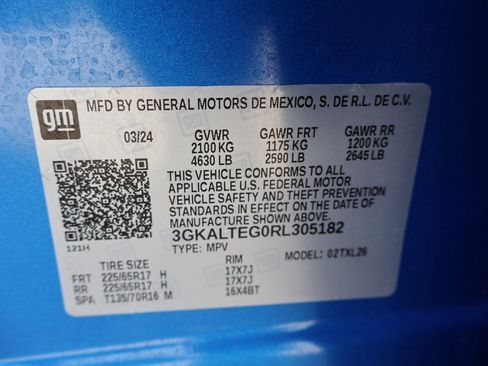 gm
MFD BY GENERAL MOTORS DE MEXICO, S. DE R.L. DE C.V.
03/24 GVWR GAWR FRT GAWR RR
2100 KG 1175 KG 1200 KG
4630 LB 2590 LB 2645 LB
THIS VEHICLE CONFORMS TO ALL
APPLICABLE U.S. FEDERAL MOTOR
VEHICLE SAFETY AND THEFT PREVENTION
STANDARDS IN EFFECT ON THE DATE OF
MANUFACTURE SHOWN ABOVE.
3GKALTEG0RL305182
121H
TYPE: MPV MODEL: 02TXL26
TIRE SIZE RIM
FRT 225/65R17 H 17X7J
RR 225/65R17 H 17X7J
SPA T135/70R16 M 16X4BT